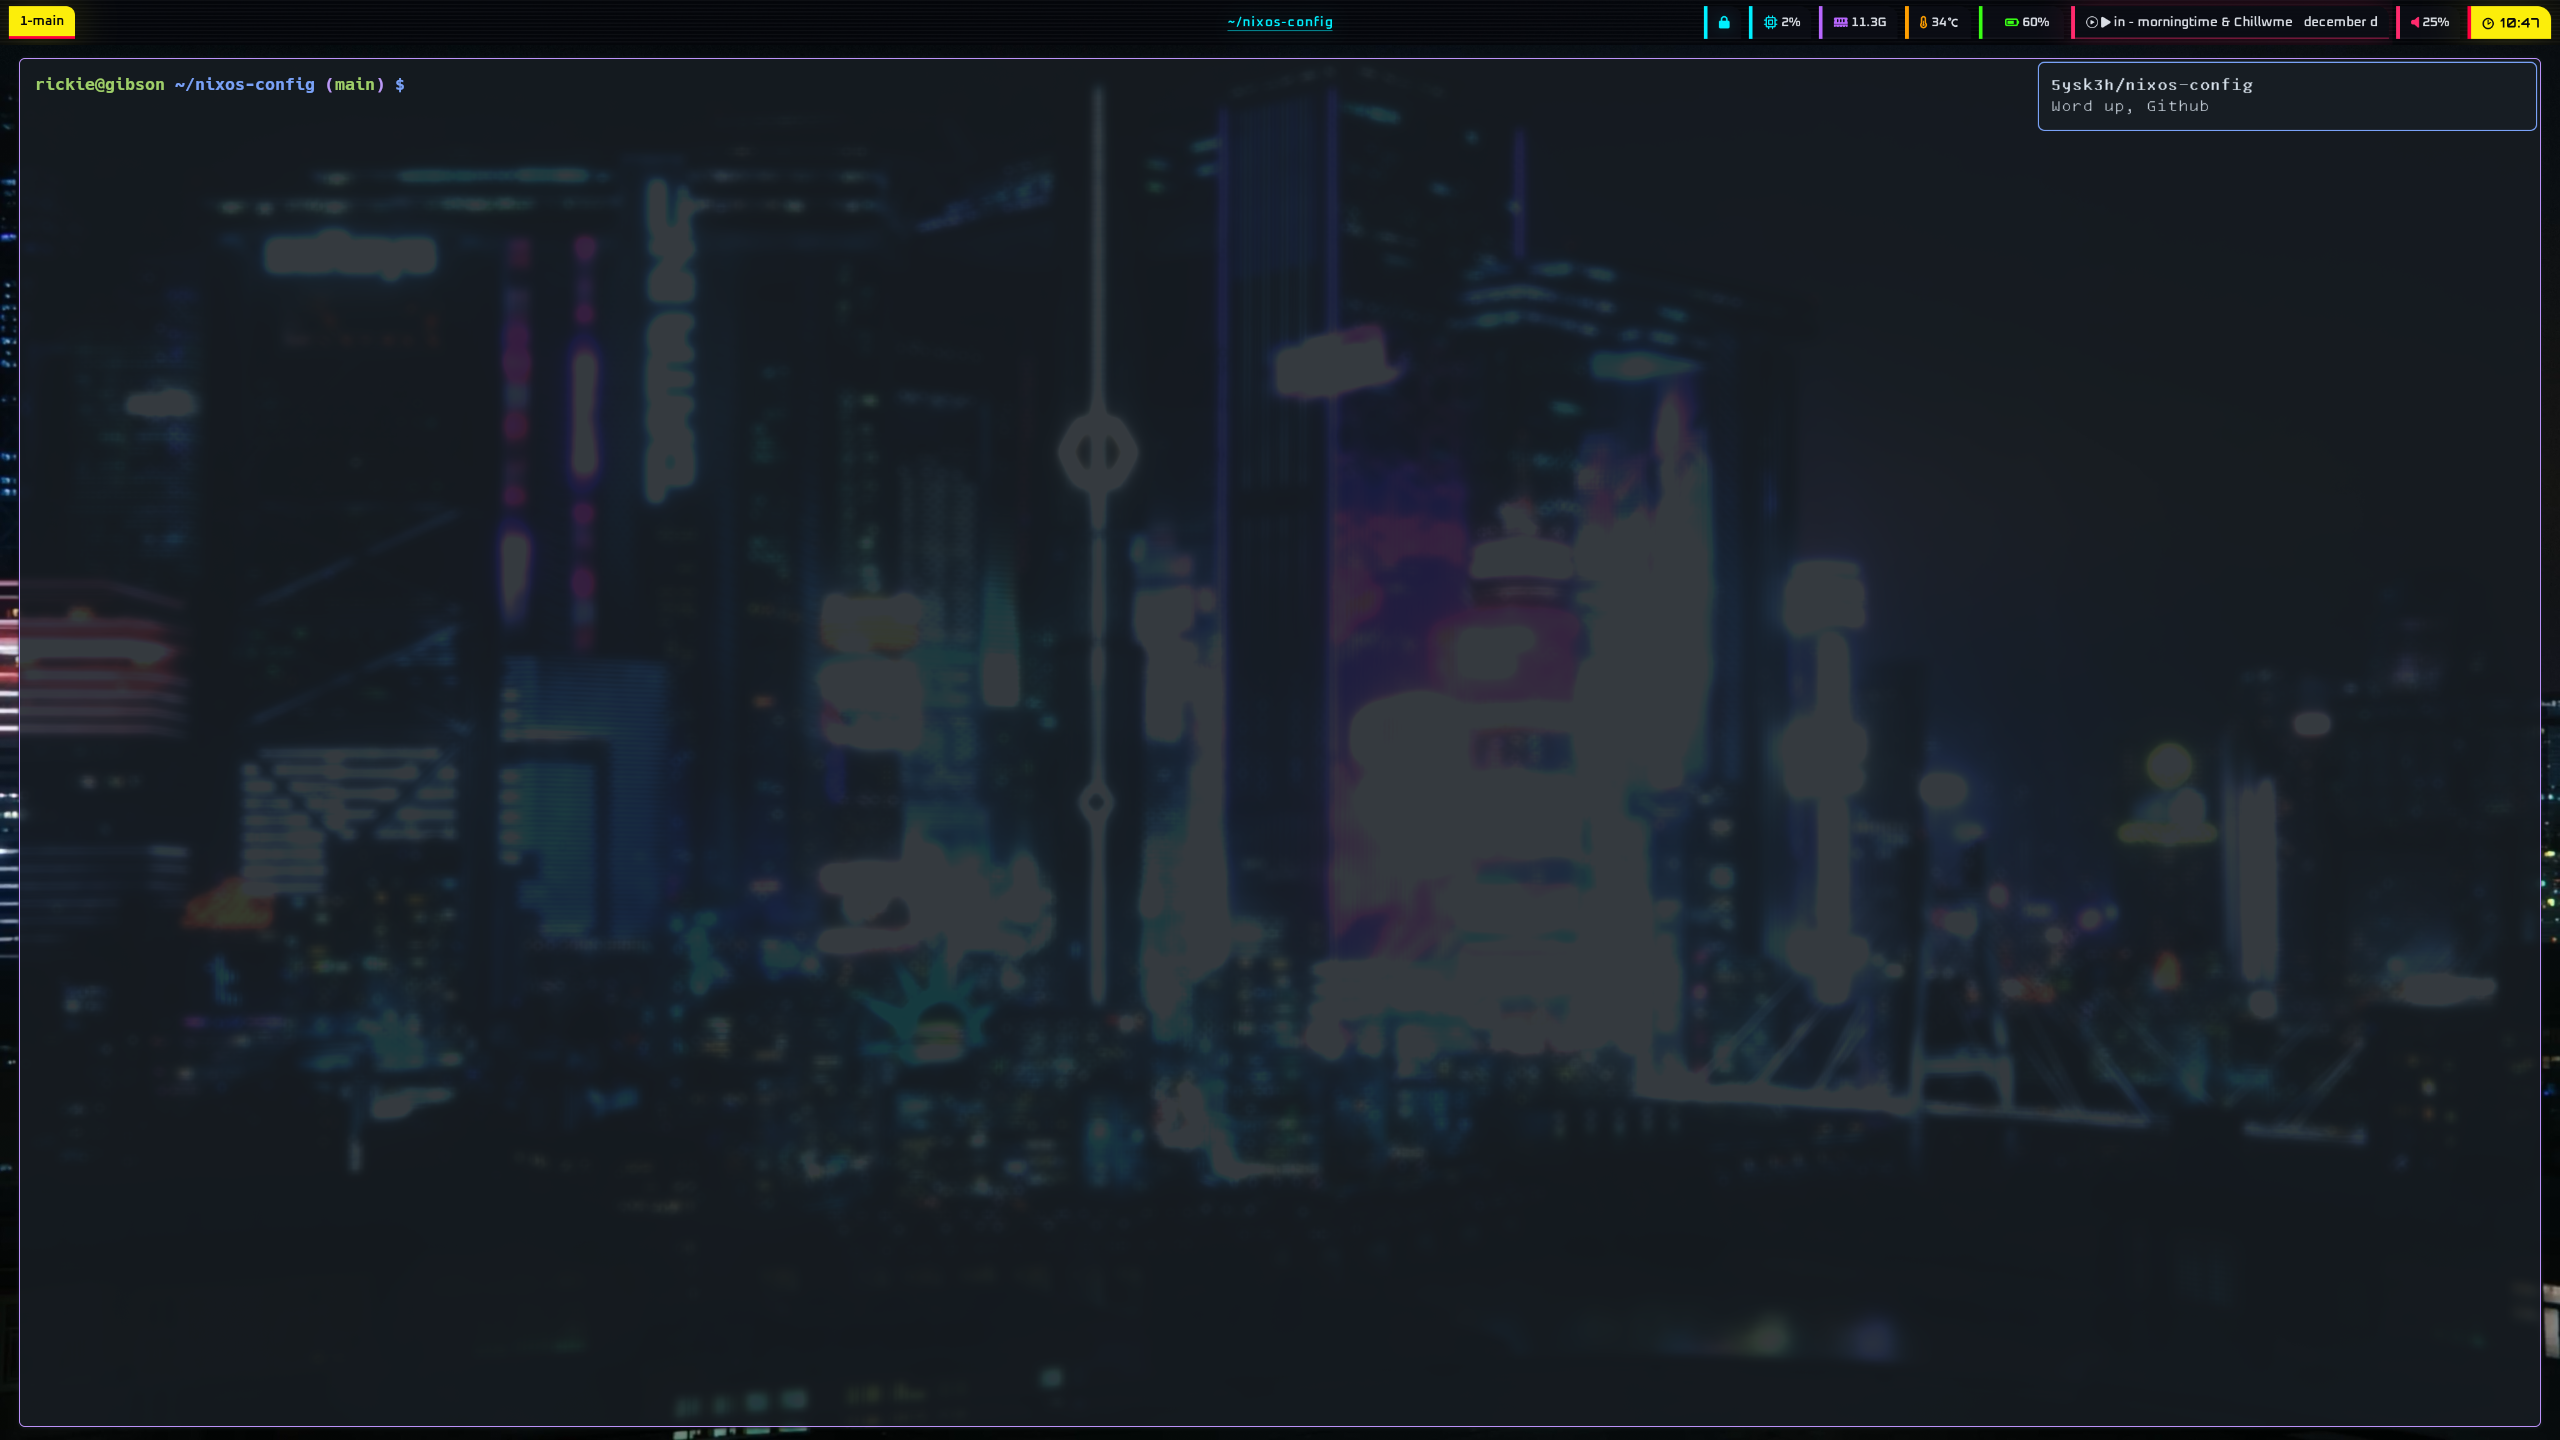 1-main
~/nixos-config
2%
11.3G
34℃
60%
in - morningtime & Chillwme december d
25%
10:47
rickie@gibson ~/nixos-config (main) $
5ysk3h/nixos-config
Word up, Github